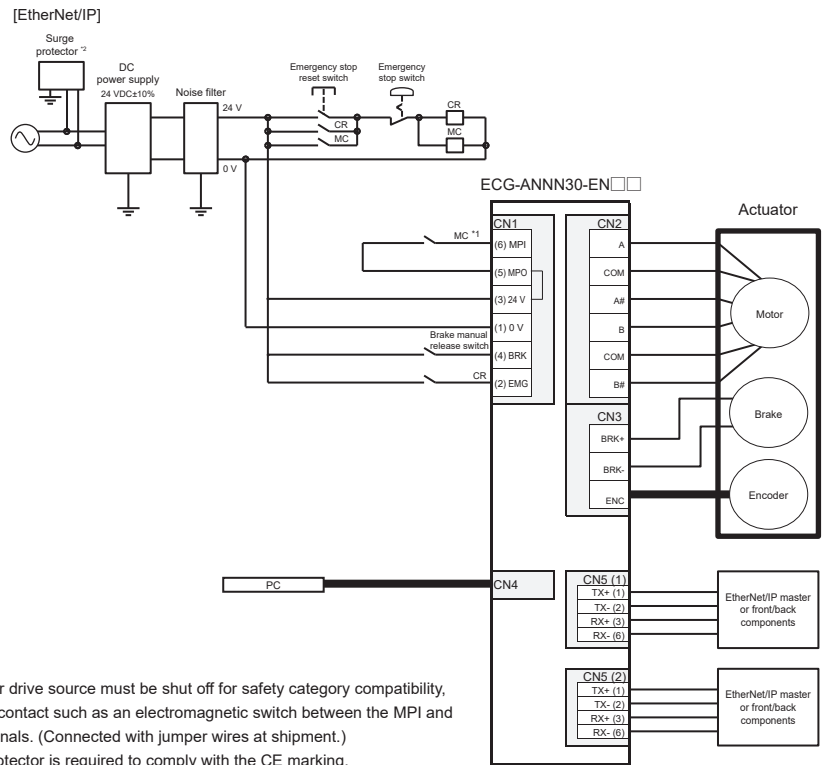 [EtherNet/IP]
Surge
protector *2
DC
power supply
24 VDC±10%
Noise filter
24 V
0 V
Emergency stop
reset switch
Emergency
stop switch
CR
MC
CR
MC
ECG-ANNN30-EN□□
Actuator
CN1
MC *1
(6) MPI
(5) MPO
(3) 24 V
(1) 0 V
Brake manual
release switch
(4) BRK
CR
(2) EMG
CN2
A
COM
A#
B
COM
B#
CN3
BRK+
BRK-
ENC
Motor
Brake
Encoder
PC
CN4
CN5 (1)
TX+ (1)
TX- (2)
RX+ (3)
RX- (6)
EtherNet/IP master
or front/back
components
CN5 (2)
TX+ (1)
TX- (2)
RX+ (3)
RX- (6)
EtherNet/IP master
or front/back
components
drive source must be shut off for safety category compatibility,
contact such as an electromagnetic switch between the MPI and
(Connected with jumper wires at shipment.)
is required to comply with the CE marking.